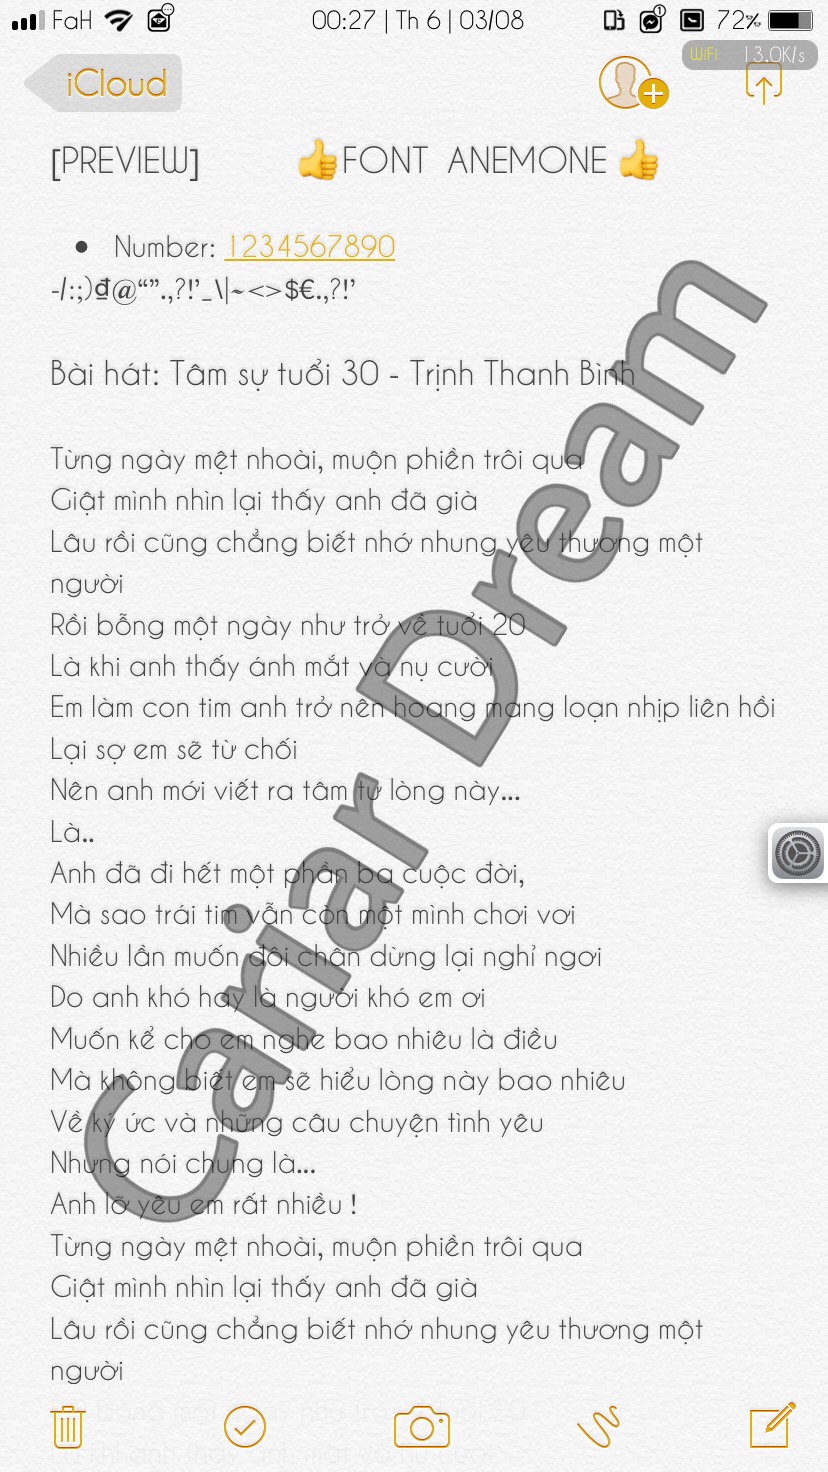 FaH 00:27 | Th 6 | 03/08 1 72%
WiFi 13.0K/s
iCloud
[PREVIEW] 👍FONT ANEMONE 👍
• Number: 1234567890
-/:;)₫@“”.,?!’_\|~<>$€.,?!’
Bài hát: Tâm sự tuổi 30 - Trịnh Thanh Bình
Từng ngày mệt nhoài, muộn phiền trôi qua
Giật mình nhìn lại thấy anh đã già
Lâu rồi cũng chẳng biết nhớ nhung yêu thương một
người
Rồi bỗng một ngày như trở về tuổi 20
Là khi anh thấy ánh mắt và nụ cười
Em làm con tim anh trở nên hoang mang loạn nhịp liên hồi
Lại sợ em sẽ từ chối
Nên anh mới viết ra tâm tư lòng này...
Là..
Anh đã đi hết một phần ba cuộc đời,
Mà sao trái tim vẫn còn một mình chơi vơi
Nhiều lần muốn đôi chân dừng lại nghỉ ngơi
Do anh khó hay là người khó em ơi
Muốn kể cho em nghe bao nhiêu là điều
Mà không biết em sẽ hiểu lòng này bao nhiêu
Về ký ức và những câu chuyện tình yêu
Nhưng nói chung là...
Anh lỡ yêu em rất nhiều !
Từng ngày mệt nhoài, muộn phiền trôi qua
Giật mình nhìn lại thấy anh đã già
Lâu rồi cũng chẳng biết nhớ nhung yêu thương một
người
Cariar Dream